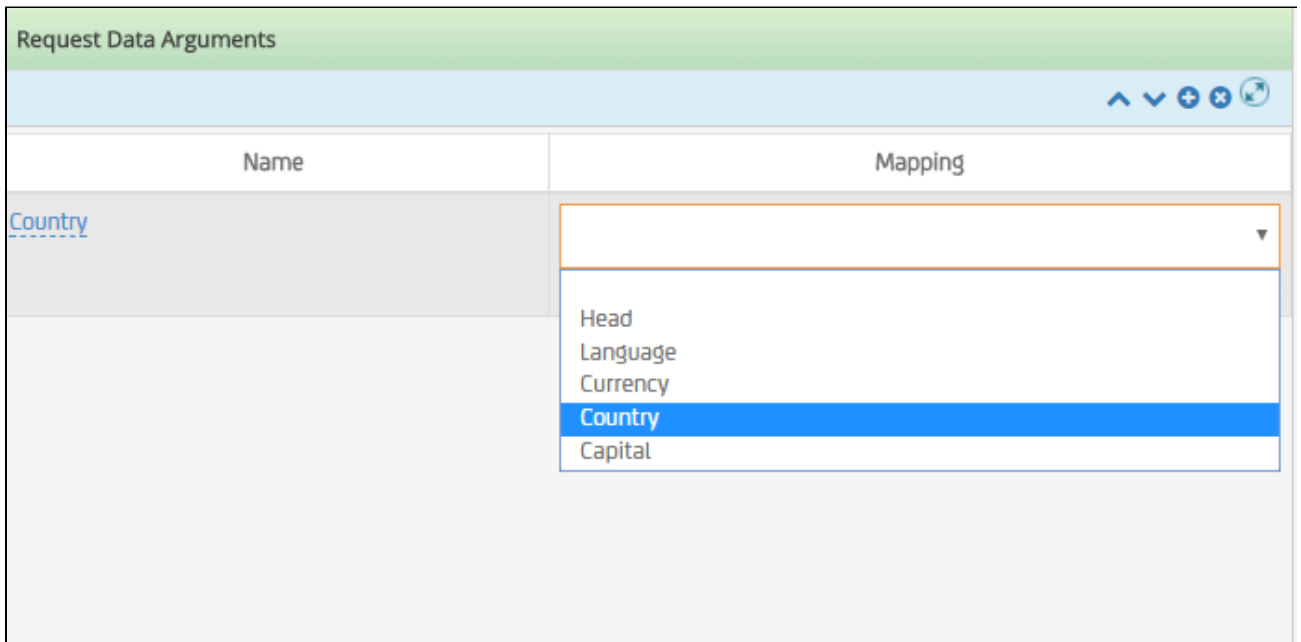 Request Data Arguments
Name Mapping
Country
Head
Language
Currency
Country
Capital